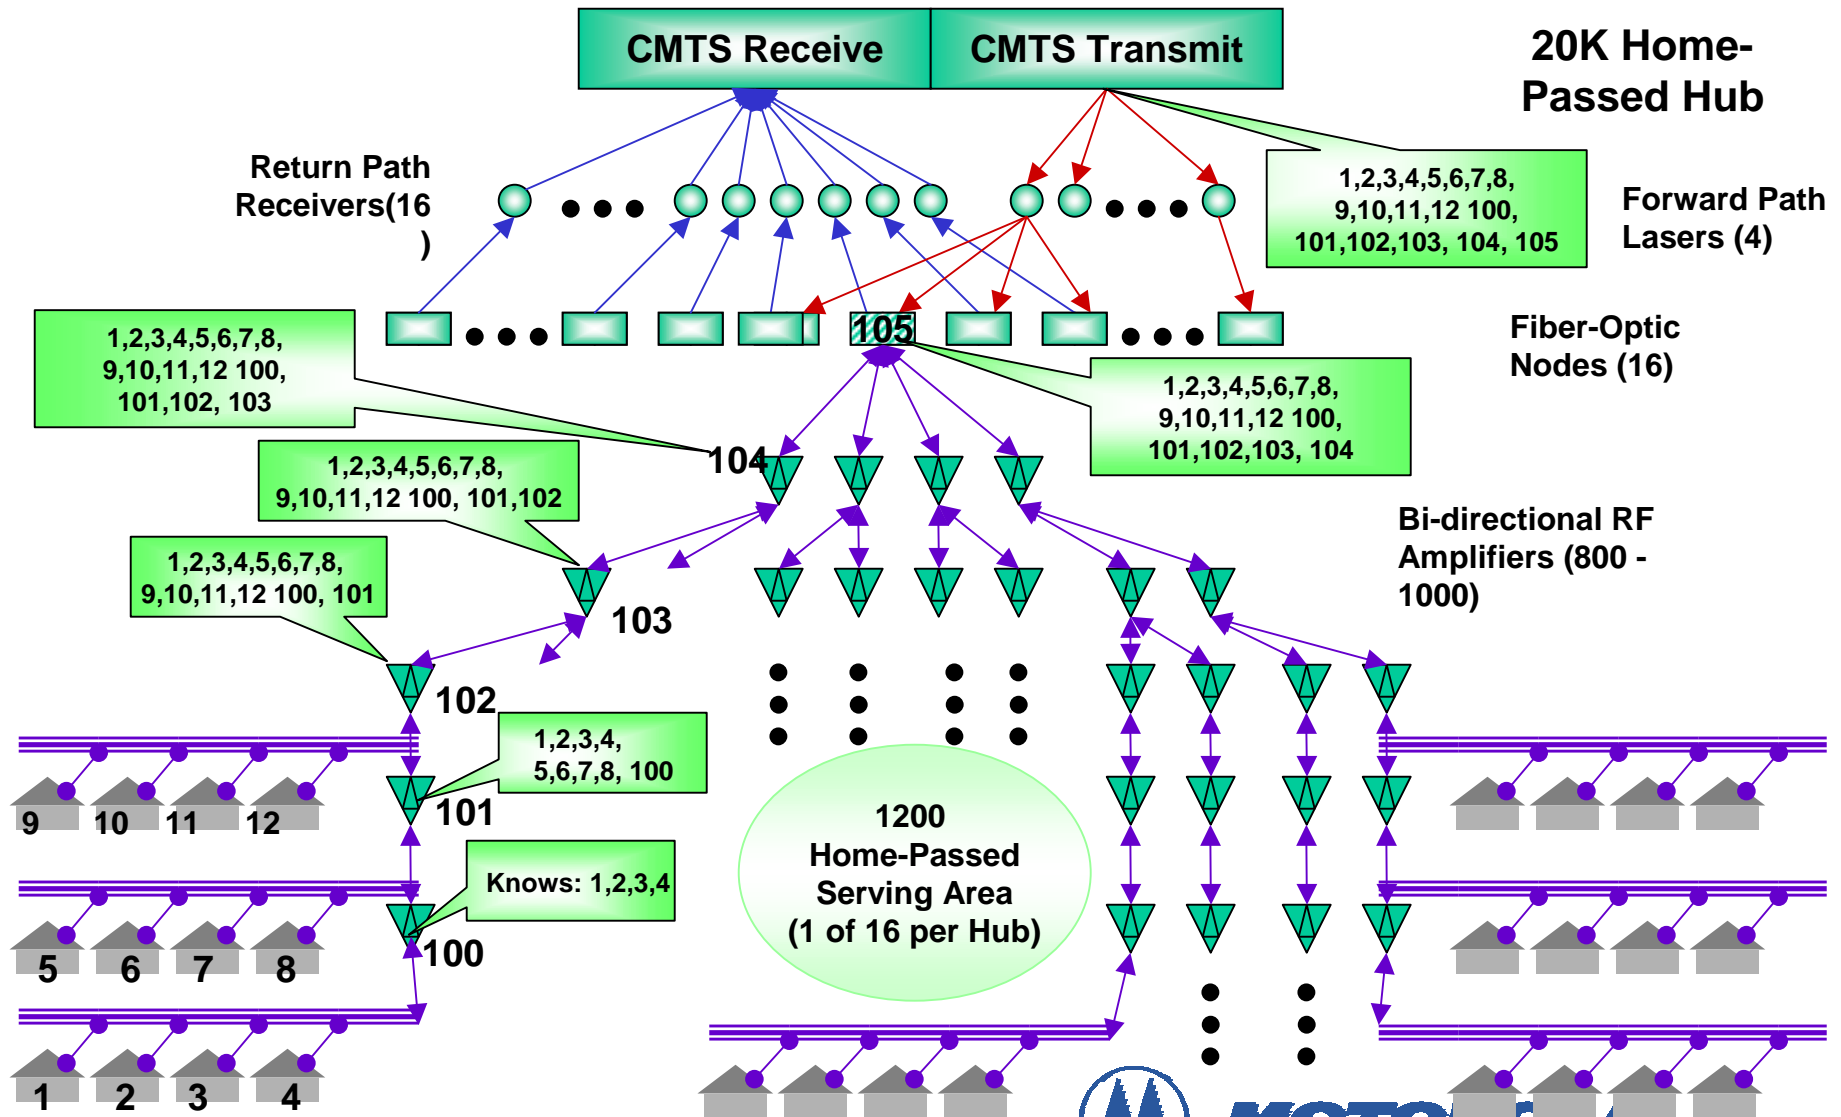 CMTS Receive
CMTS Transmit
20K Home-
Passed Hub
Return Path
Receivers(16
)
1,2,3,4,5,6,7,8,
9,10,11,12 100,
101,102,103, 104, 105
Forward Path
Lasers (4)
1,2,3,4,5,6,7,8,
9,10,11,12 100,
101,102, 103
105
Fiber-Optic
Nodes (16)
1,2,3,4,5,6,7,8,
9,10,11,12 100,
101,102,103, 104
104
1,2,3,4,5,6,7,8,
9,10,11,12 100, 101,102
Bi-directional RF
Amplifiers (800 -
1000)
1,2,3,4,5,6,7,8,
9,10,11,12 100, 101
103
102
1,2,3,4,
5,6,7,8, 100
101
9 10 11 12
1200
Home-Passed
Serving Area
(1 of 16 per Hub)
Knows: 1,2,3,4
100
5 6 7 8
1 2 3 4